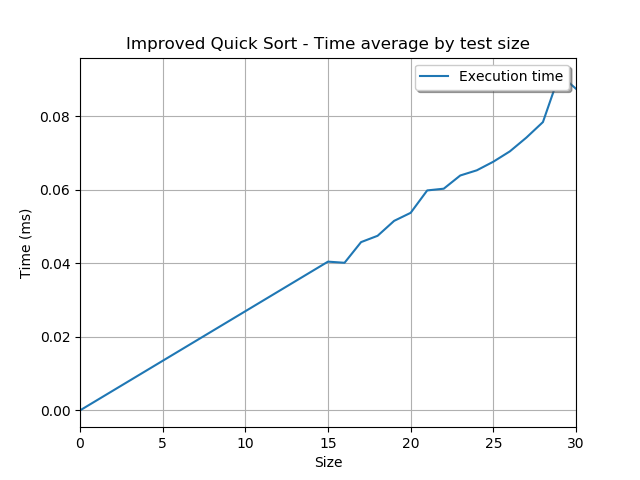 Improved Quick Sort - Time average by test size
Execution time
Time (ms)
0.08
0.06
0.04
0.02
0.00
0 5 10 15 20 25 30
Size